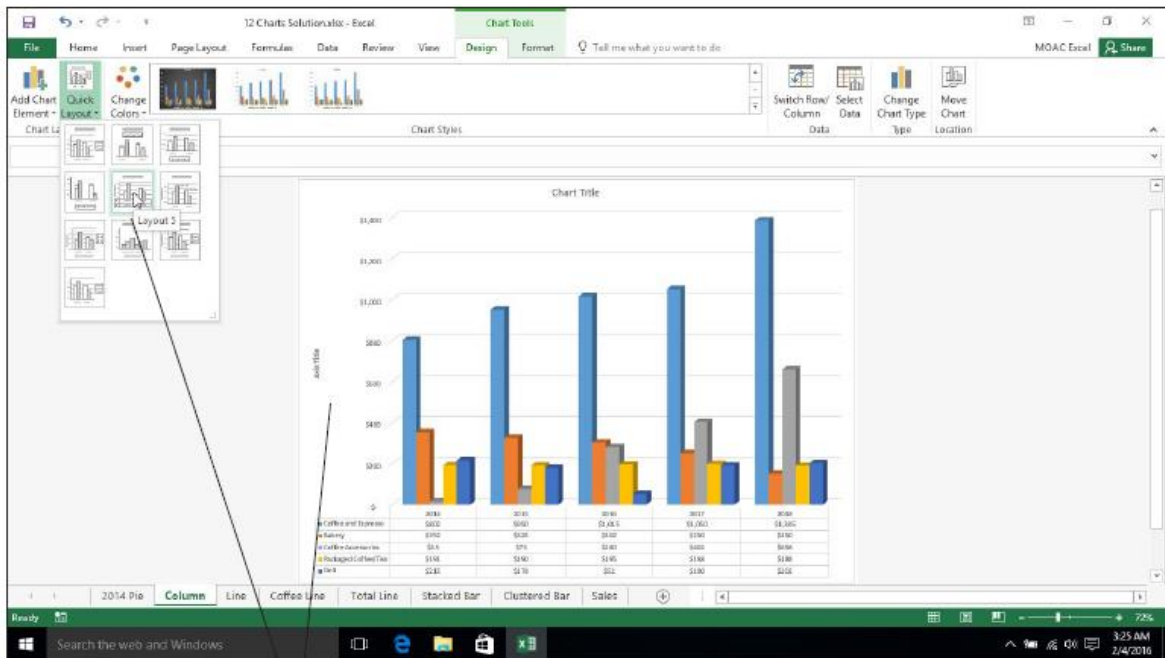 12 Charts Solution.xlsx - Excel
Chart Tools
File Home Insert Page Layout Formulas Data Review View Design Format Tell me what you want to do MOAC Excel Share
Add Chart Element Quick Layout Change Colors Switch Row/ Column Select Data Change Chart Type Move Chart
Chart Styles Data Type Location
Layout 5
Chart Title
Axis Title
$1,400
$1,200
$1,000
$800
$600
$400
$200
$-
2014 2015 2016 2017 2018
Coffee and Espresso
Bakery
Coffee Accessories
Packaged Coffee/Tea
Deli
2014 Pie Column Line Coffee Line Total Line Stacked Bar Clustered Bar Sales
Ready 72%
Search the web and Windows 3:25 AM
2/4/2016